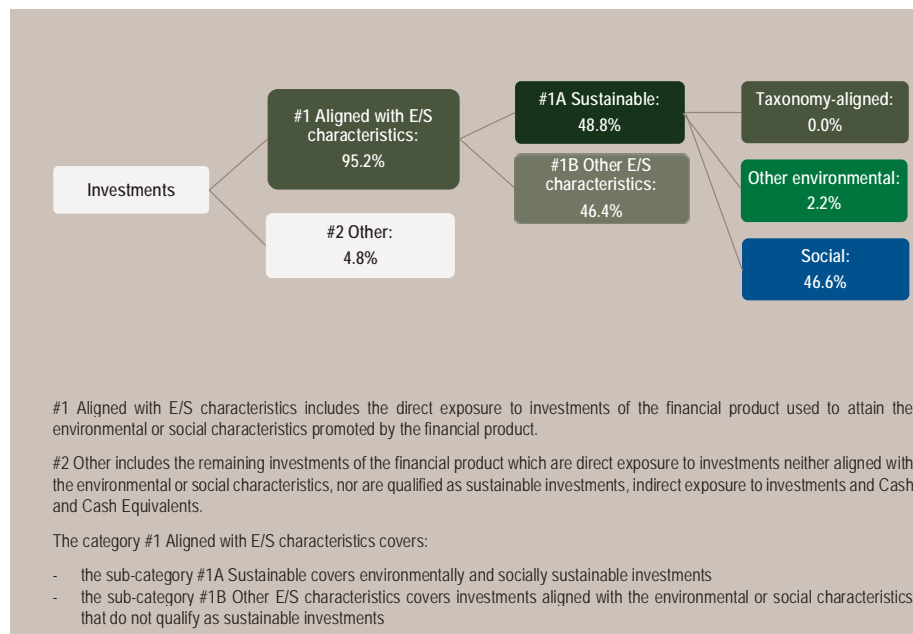 #1 Aligned with E/S
characteristics:
95.2%
#1A Sustainable:
48.8%
Taxonomy-aligned:
0.0%
Investments
#1B Other E/S
characteristics:
46.4%
Other environmental:
2.2%
#2 Other:
4.8%
Social:
46.6%
#1 Aligned with E/S characteristics includes the direct exposure to investments of the financial product used to attain the
environmental or social characteristics promoted by the financial product.
#2 Other includes the remaining investments of the financial product which are direct exposure to investments neither aligned with
the environmental or social characteristics, nor are qualified as sustainable investments, indirect exposure to investments and Cash
and Cash Equivalents.
The category #1 Aligned with E/S characteristics covers:
- the sub-category #1A Sustainable covers environmentally and socially sustainable investments
- the sub-category #1B Other E/S characteristics covers investments aligned with the environmental or social characteristics
that do not qualify as sustainable investments